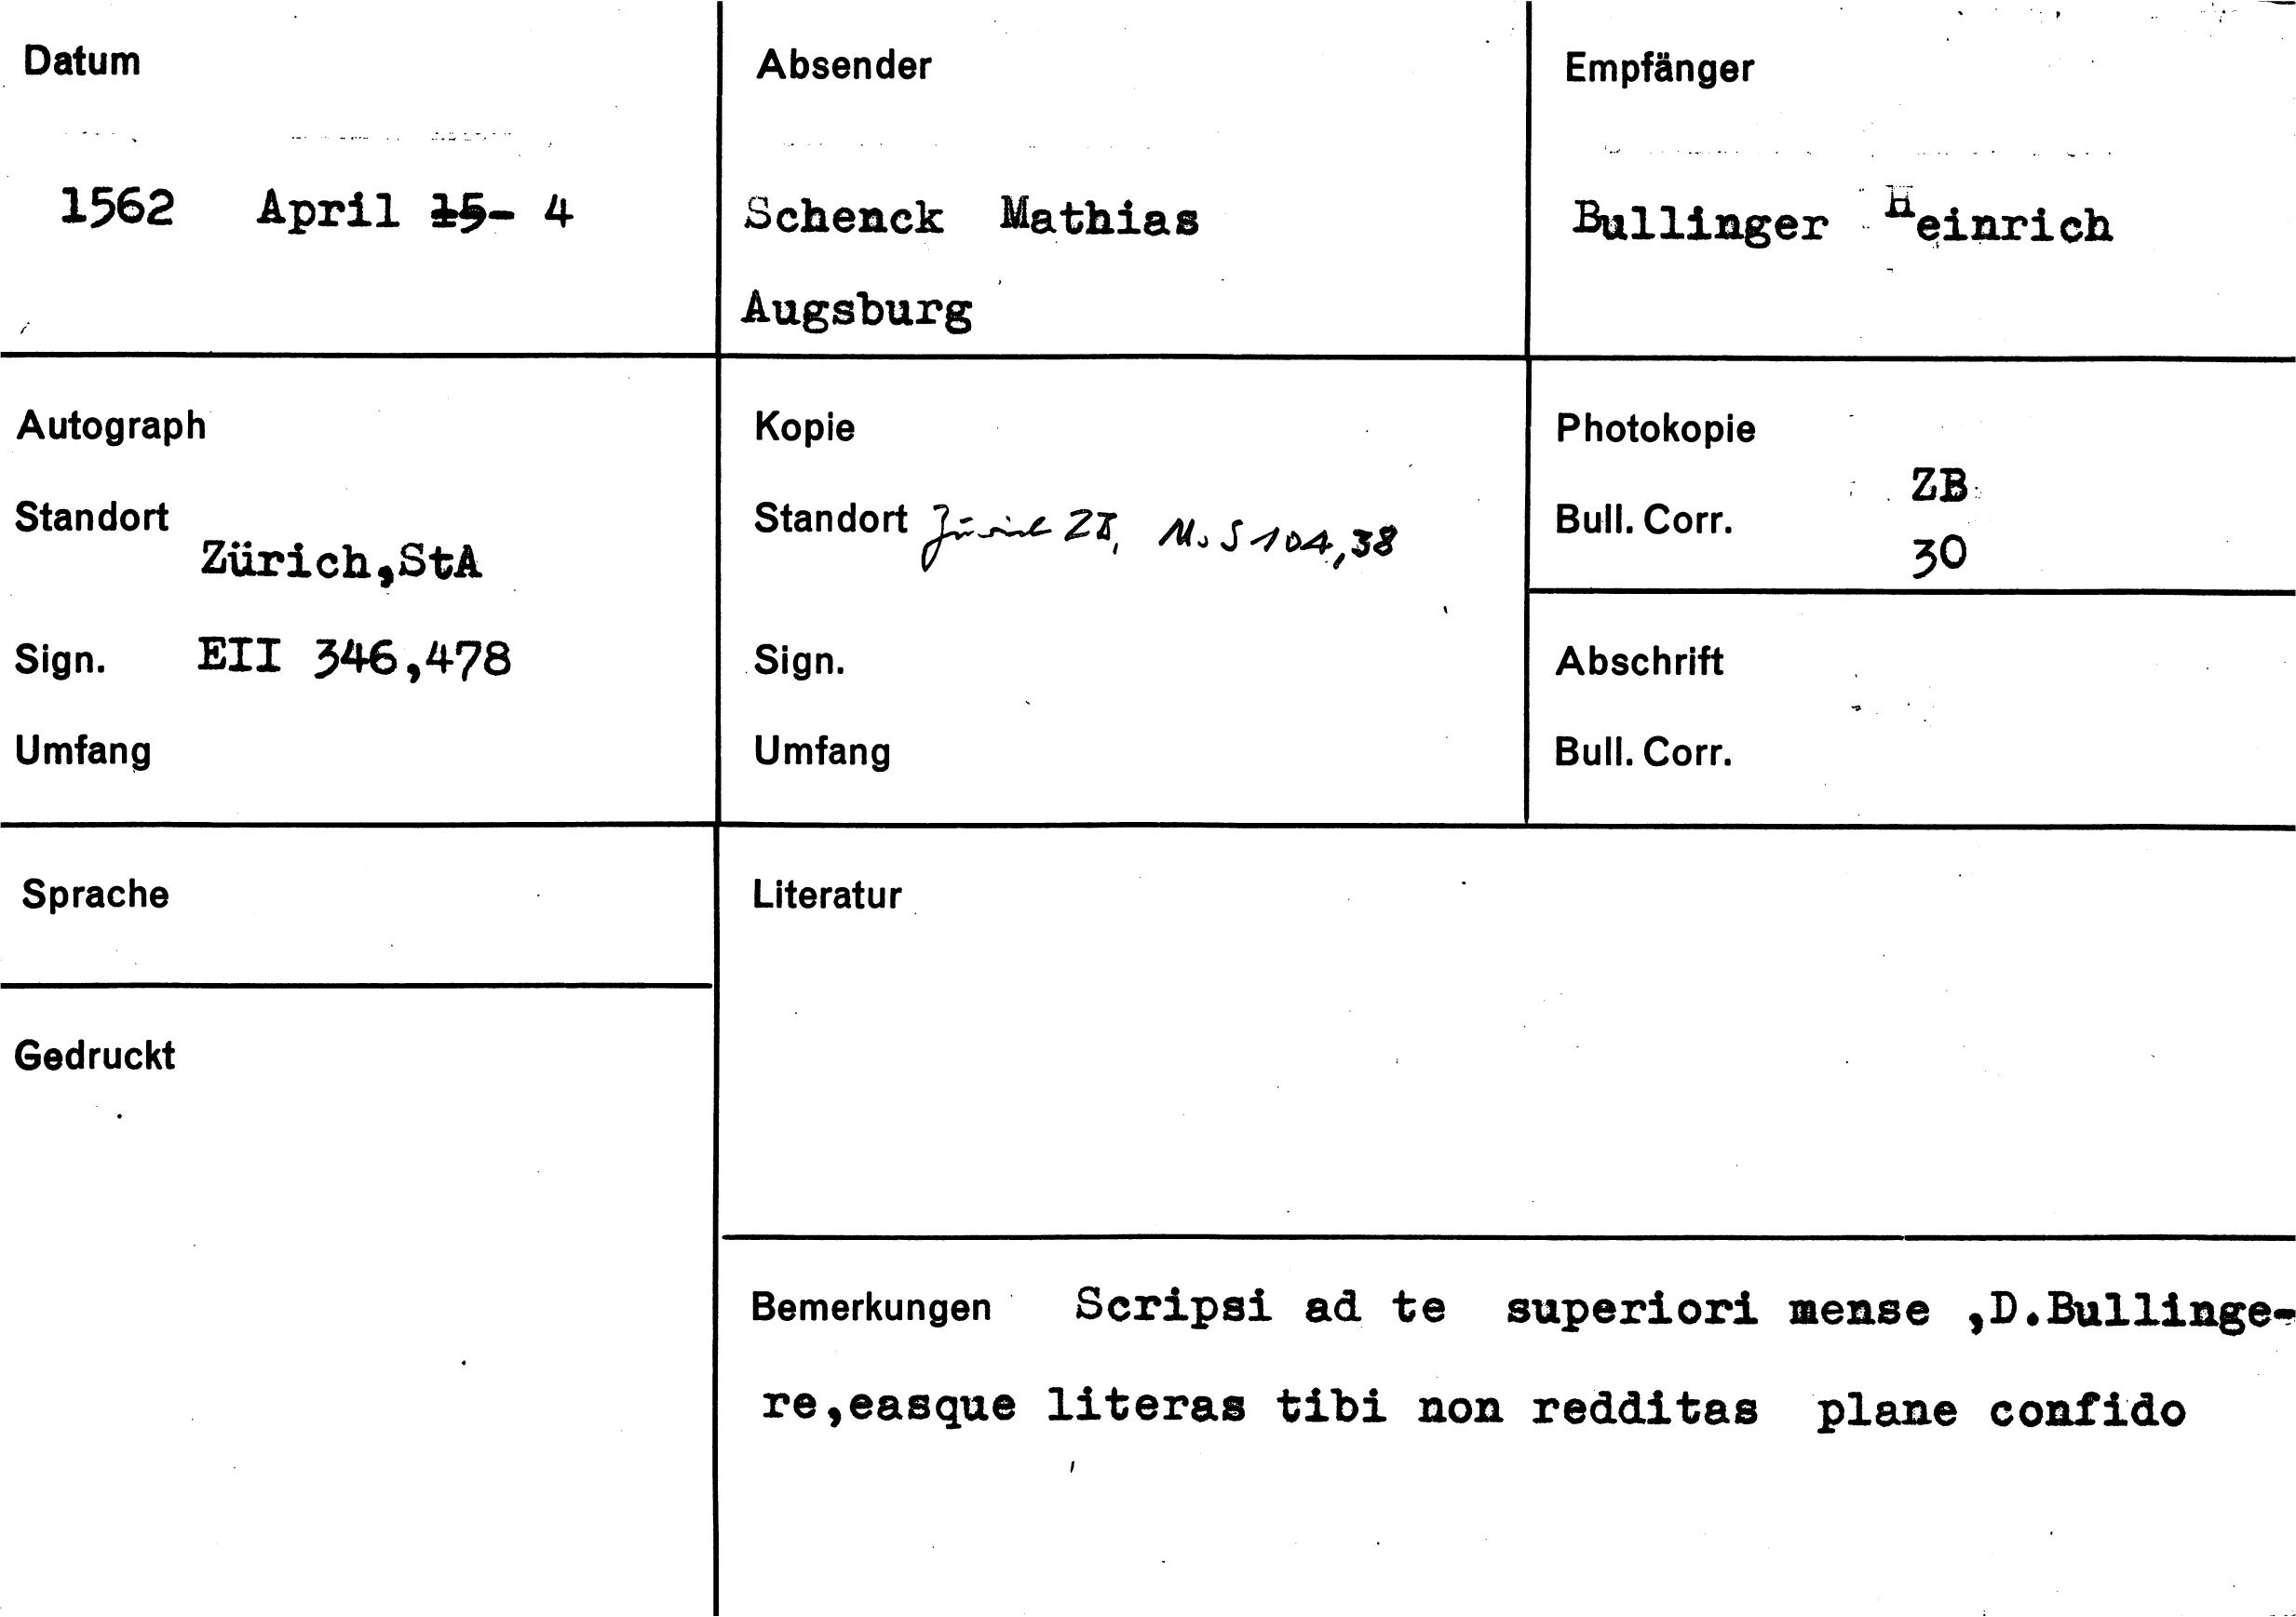 Datum
1562 April 15- 4
Absender
Schenck Mathias
Augsburg
Empfänger
Bullinger Heinrich
Autograph
Standort
Zürich,StA
Sign. EII 346,478
Umfang
Kopie
Standort Zürich ZB, Ms S 104,38
Sign.
Umfang
Photokopie
ZB
Bull. Corr.
30
Abschrift
Bull. Corr.
Sprache
Gedruckt
Literatur
Bemerkungen Scripsi ad te superiori mense ,D.Bullinge-
re,easque literas tibi non redditas plane confido